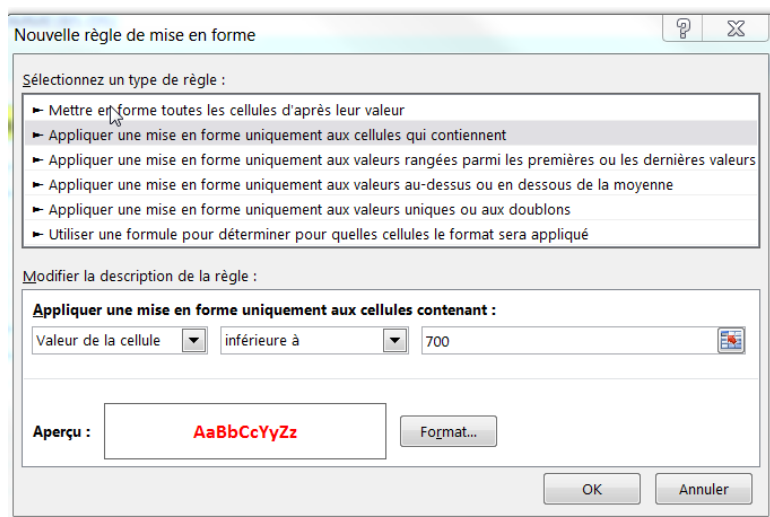 Nouvelle règle de mise en forme
Sélectionnez un type de règle :
► Mettre en forme toutes les cellules d'après leur valeur
► Appliquer une mise en forme uniquement aux cellules qui contiennent
► Appliquer une mise en forme uniquement aux valeurs rangées parmi les premières ou les dernières valeurs
► Appliquer une mise en forme uniquement aux valeurs au-dessus ou en dessous de la moyenne
► Appliquer une mise en forme uniquement aux valeurs uniques ou aux doublons
► Utiliser une formule pour déterminer pour quelles cellules le format sera appliqué
Modifier la description de la règle :
Appliquer une mise en forme uniquement aux cellules contenant :
Valeur de la cellule inférieure à 700
Aperçu : AaBbCcYyZz Format...
OK Annuler